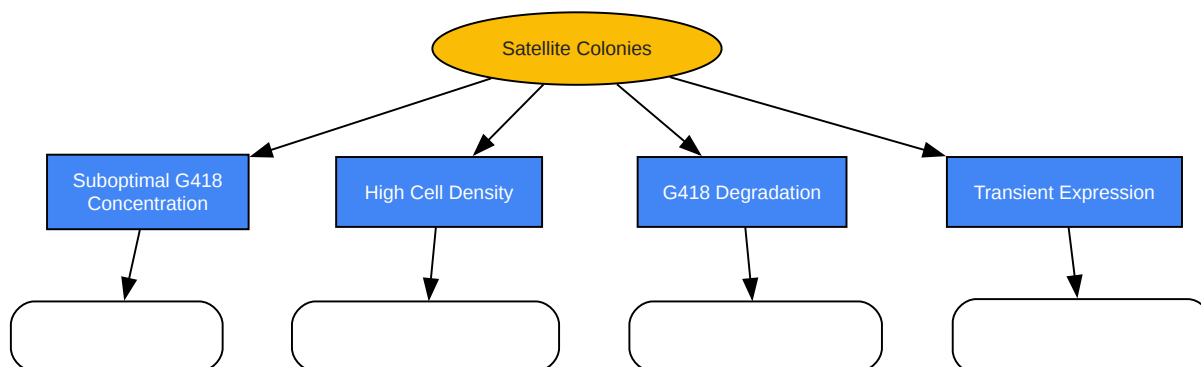 Satellite Colonies
Suboptimal G418
Concentration
High Cell Density
G418 Degradation
Transient Expression